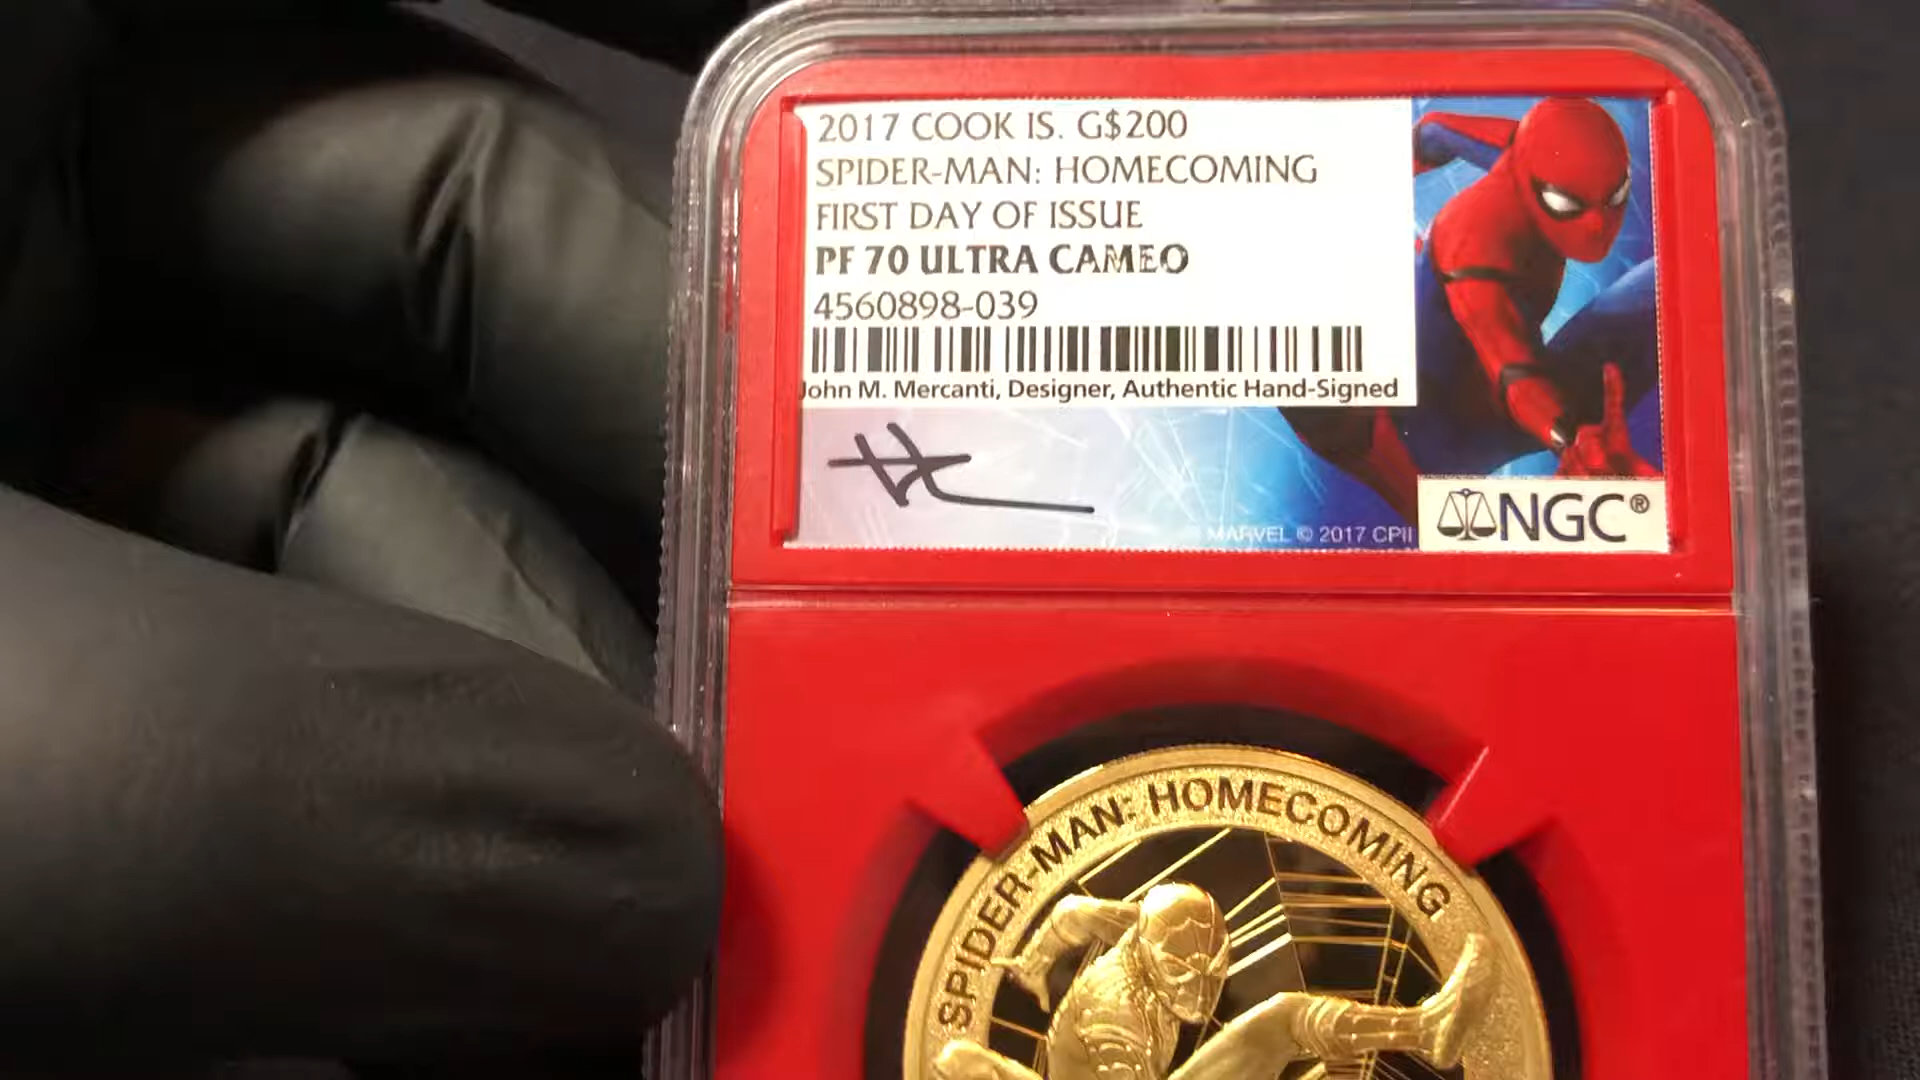 2017 COOK IS. G$200
SPIDER-MAN: HOMECOMING
FIRST DAY OF ISSUE
PF 70 ULTRA CAMEO
4560898-039
John M. Mercanti, Designer, Authentic Hand-Signed
MARVEL © 2017 CPII
NGC®
SPIDER-MAN: HOMECOMING